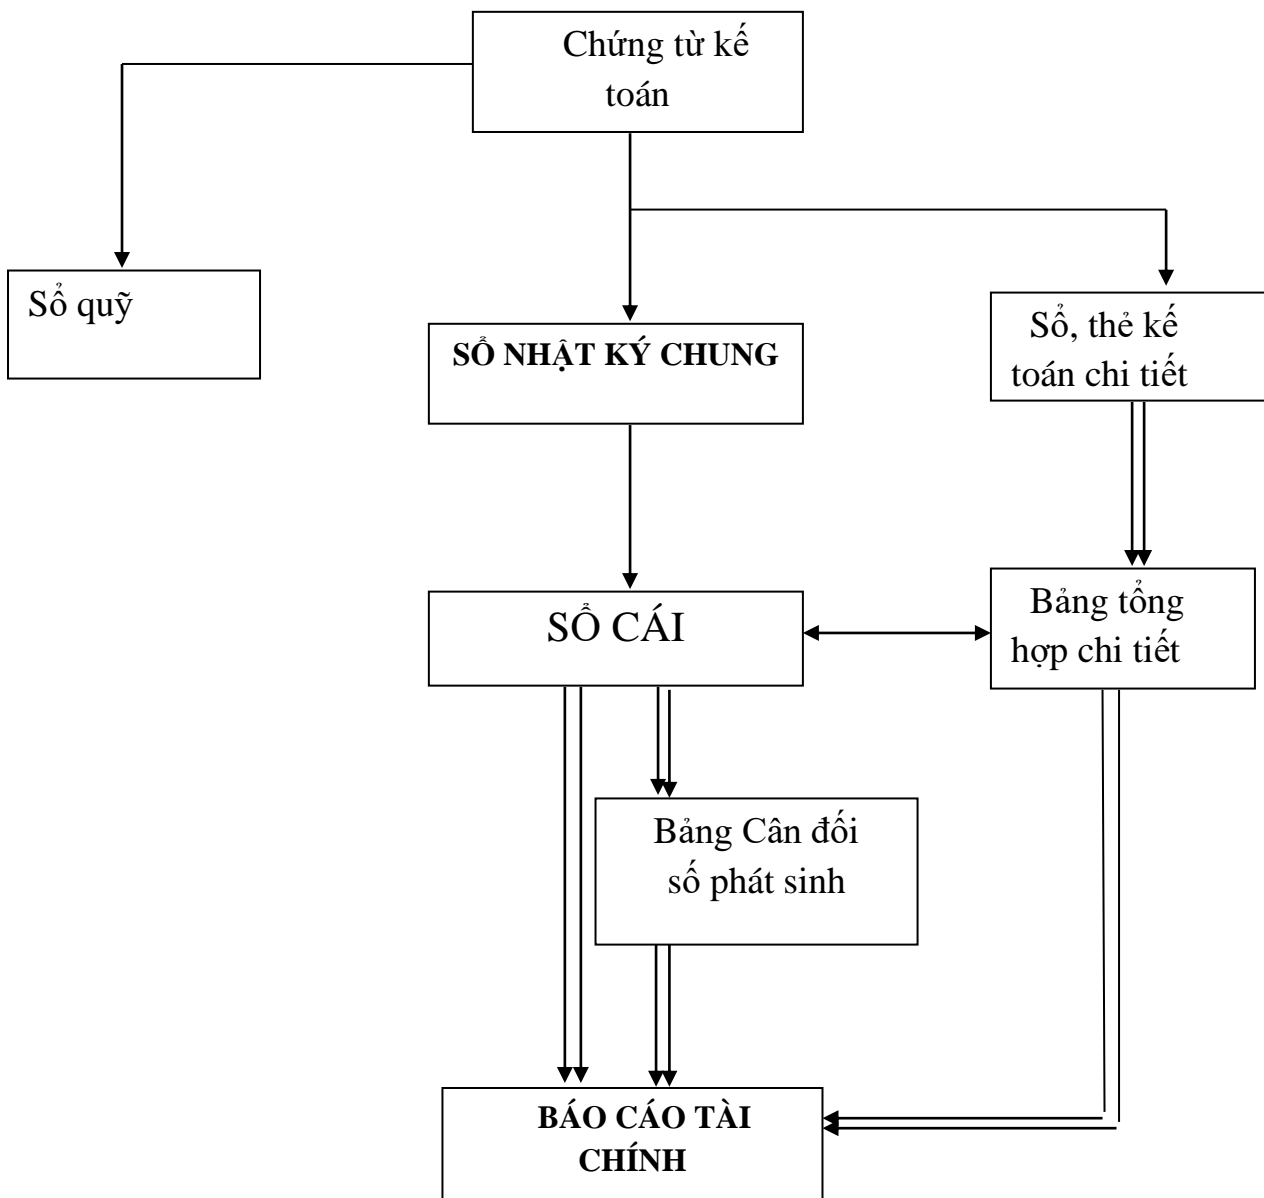 Chứng từ kế
toán
Sổ quỹ
SỔ NHẬT KÝ CHUNG
Sổ, thẻ kế
toán chi tiết
SỔ CÁI
Bảng tổng
hợp chi tiết
Bảng Cân đối
số phát sinh
BÁO CÁO TÀI
CHÍNH